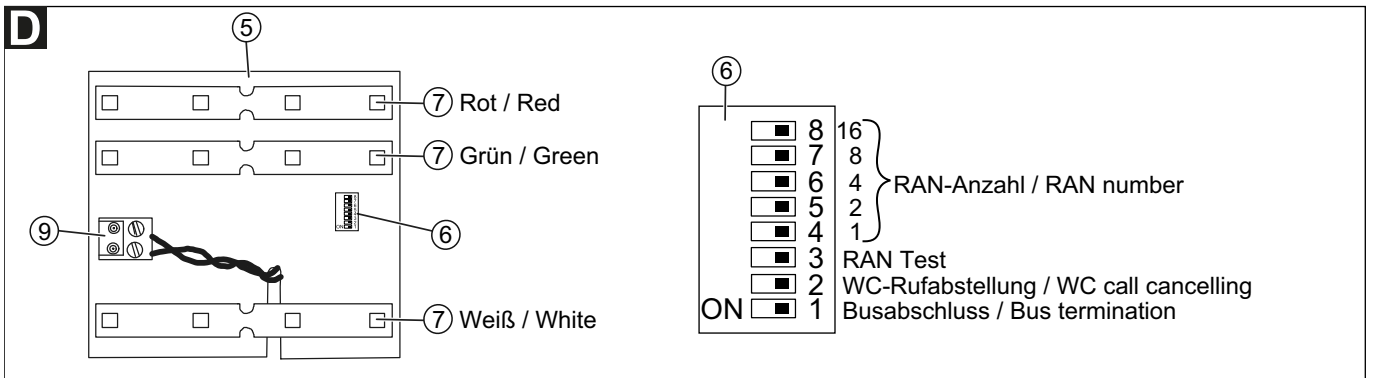 D
⑤
⑦ Rot / Red
⑦ Grün / Green
⑥
⑨
⑦ Weiß / White
⑥
8 16
7 8
6 4
5 2
4 1
RAN-Anzahl / RAN number
3 RAN Test
2 WC-Rufabstellung / WC call cancelling
ON 1 Busabschluss / Bus termination